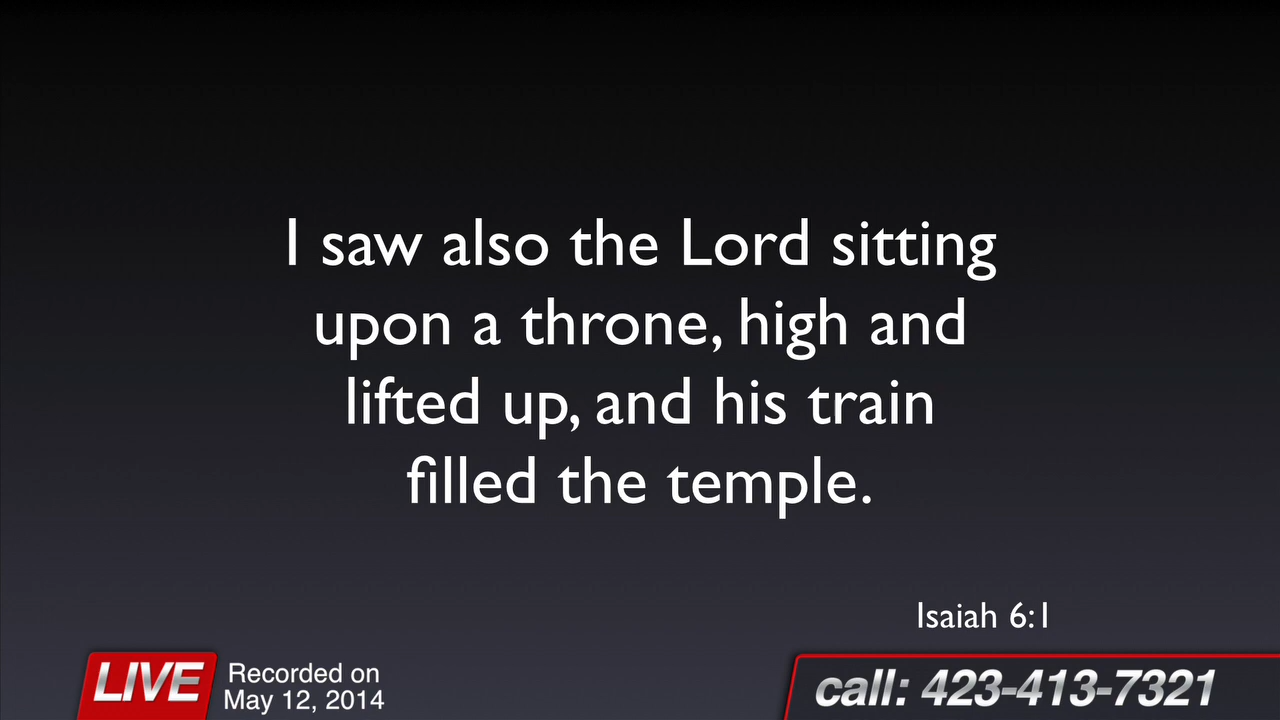 I saw also the Lord sitting
upon a throne, high and
lifted up, and his train
filled the temple.
Isaiah 6:1
LIVE
Recorded on
May 12, 2014
call: 423-413-7321